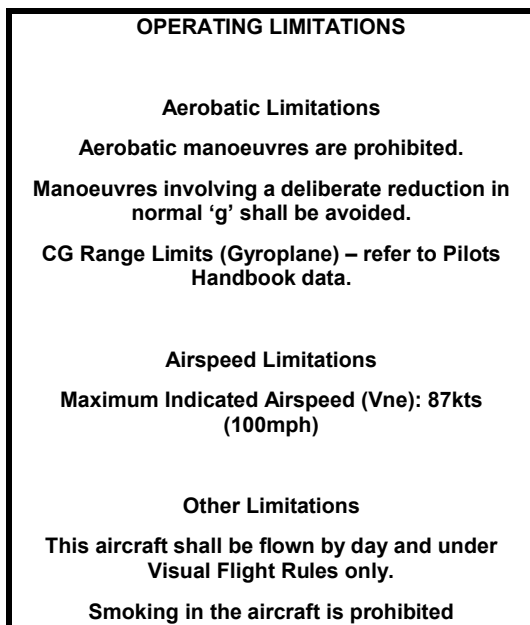 OPERATING LIMITATIONS
Aerobatic Limitations
Aerobatic manoeuvres are prohibited.
Manoeuvres involving a deliberate reduction in
normal ‘g’ shall be avoided.
CG Range Limits (Gyroplane) – refer to Pilots
Handbook data.
Airspeed Limitations
Maximum Indicated Airspeed (Vne): 87kts
(100mph)
Other Limitations
This aircraft shall be flown by day and under
Visual Flight Rules only.
Smoking in the aircraft is prohibited